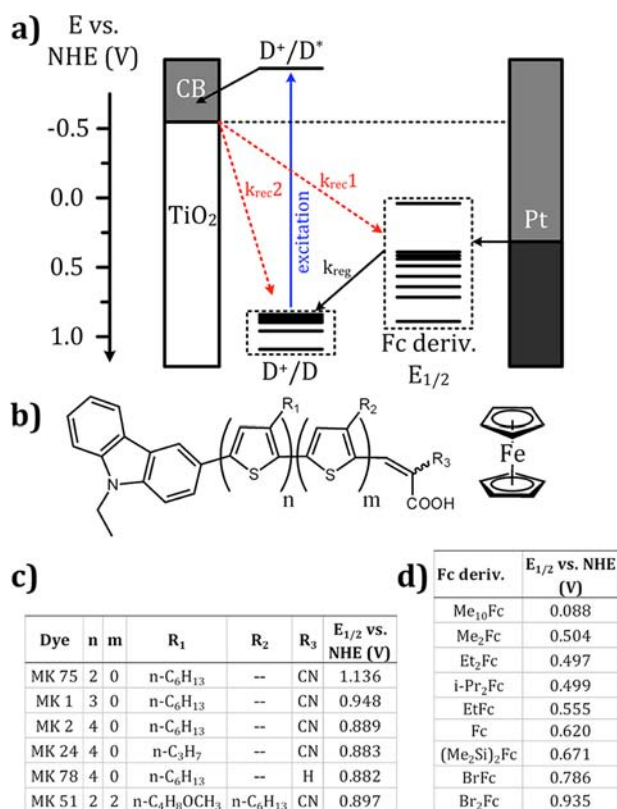 a)
E vs.
NHE (V)
D⁺/D*
CB
-0.5
k_rec2
k_rec1
0.0
TiO₂
excitation
Pt
0.5
k_reg
1.0
Fc deriv.
D⁺/D
E₁/₂
b)
R₁
R₂
R₃
N
S
n
S
m
COOH
Fe
c)
Dye n m R₁ R₂ R₃ E₁/₂ vs. NHE (V)
MK 75 2 0 n-C₆H₁₃ -- CN 1.136
MK 1 3 0 n-C₆H₁₃ -- CN 0.948
MK 2 4 0 n-C₆H₁₃ -- CN 0.889
MK 24 4 0 n-C₃H₇ -- CN 0.883
MK 78 4 0 n-C₆H₁₃ -- H 0.882
MK 51 2 2 n-C₄H₈OCH₃ n-C₆H₁₃ CN 0.897
d)
Fc deriv. E₁/₂ vs. NHE (V)
Me₁₀Fc 0.088
Me₂Fc 0.504
Et₂Fc 0.497
i-Pr₂Fc 0.499
EtFc 0.555
Fc 0.620
(Me₂Si)₂Fc 0.671
BrFc 0.786
Br₂Fc 0.935